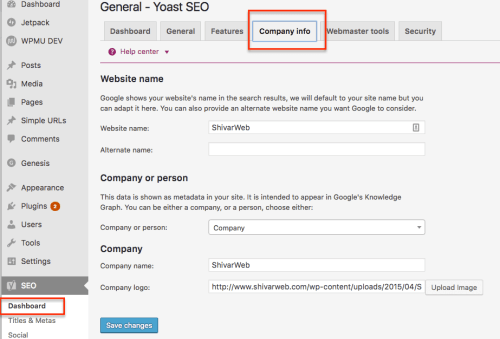 Dashboard
Jetpack
WPMU DEV
Posts
Media
Pages
Simple URLs
Comments
Genesis
Appearance
Plugins 3
Users
Tools
Settings
SEO
Dashboard
Titles & Metas
Social
General - Yoast SEO
Dashboard General Features Company info Webmaster tools Security
Help center
Website name
Google shows your website's name in the search results, we will default to your site name but you
can adapt it here. You can also provide an alternate website name you want Google to consider.
Website name: ShivarWeb
Alternate name:
Company or person
This data is shown as metadata in your site. It is intended to appear in Google's Knowledge
Graph. You can be either a company, or a person, choose either:
Company or person: Company
Company
Company name: ShivarWeb
Company logo: http://www.shivarweb.com/wp-content/uploads/2015/04/S Upload Image
Save changes